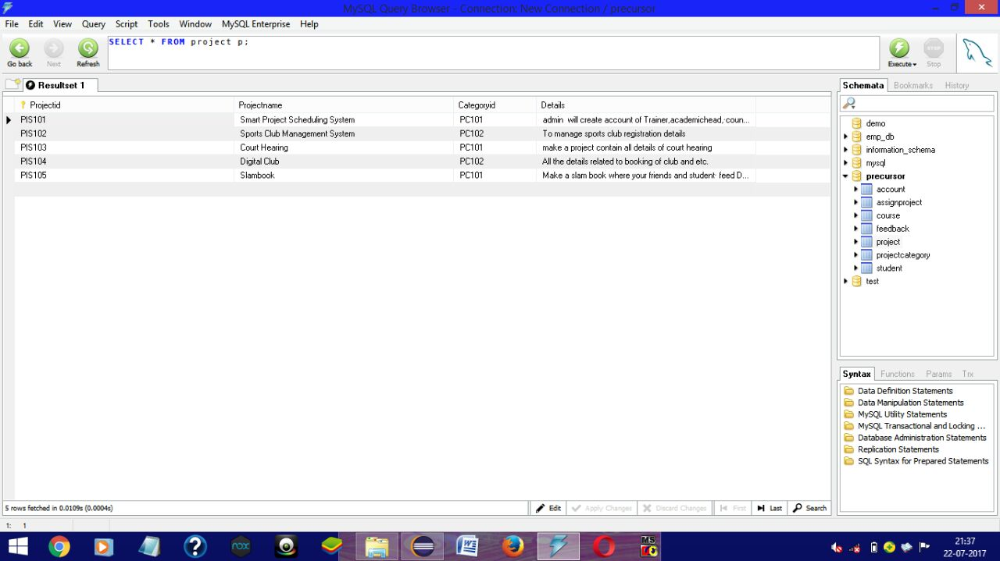 MySQL Query Browser - Connection: New Connection / precursor
File Edit View Query Script Tools Window MySQL Enterprise Help
SELECT * FROM project p;
Go back Next Refresh Execute Stop
STOP
Resultset 1
Projectid Projectname Categoryid Details
PIS101 Smart Project Scheduling System PC101 admin will create account of Trainer,academichead, coun...
PIS102 Sports Club Management System PC102 To manage sports club registration details
PIS103 Court Hearing PC101 make a project contain all details of court hearing
PIS104 Digital Club PC102 All the details related to booking of club and etc.
PIS105 Slambook PC101 Make a slam book where your friends and student feed D...
Schemata Bookmarks History
demo
emp_db
information_schema
mysql
precursor
account
assignproject
course
feedback
project
projectcategory
student
test
Syntax Functions Params Trx
Data Definition Statements
Data Manipulation Statements
MySQL Utility Statements
MySQL Transactional and Locking ...
Database Administration Statements
Replication Statements
SQL Syntax for Prepared Statements
5 rows fetched in 0.0109s (0.0004s) Edit Apply Changes Discard Changes First Last Search
1: 1
nox
MS
21:37
22-07-2017